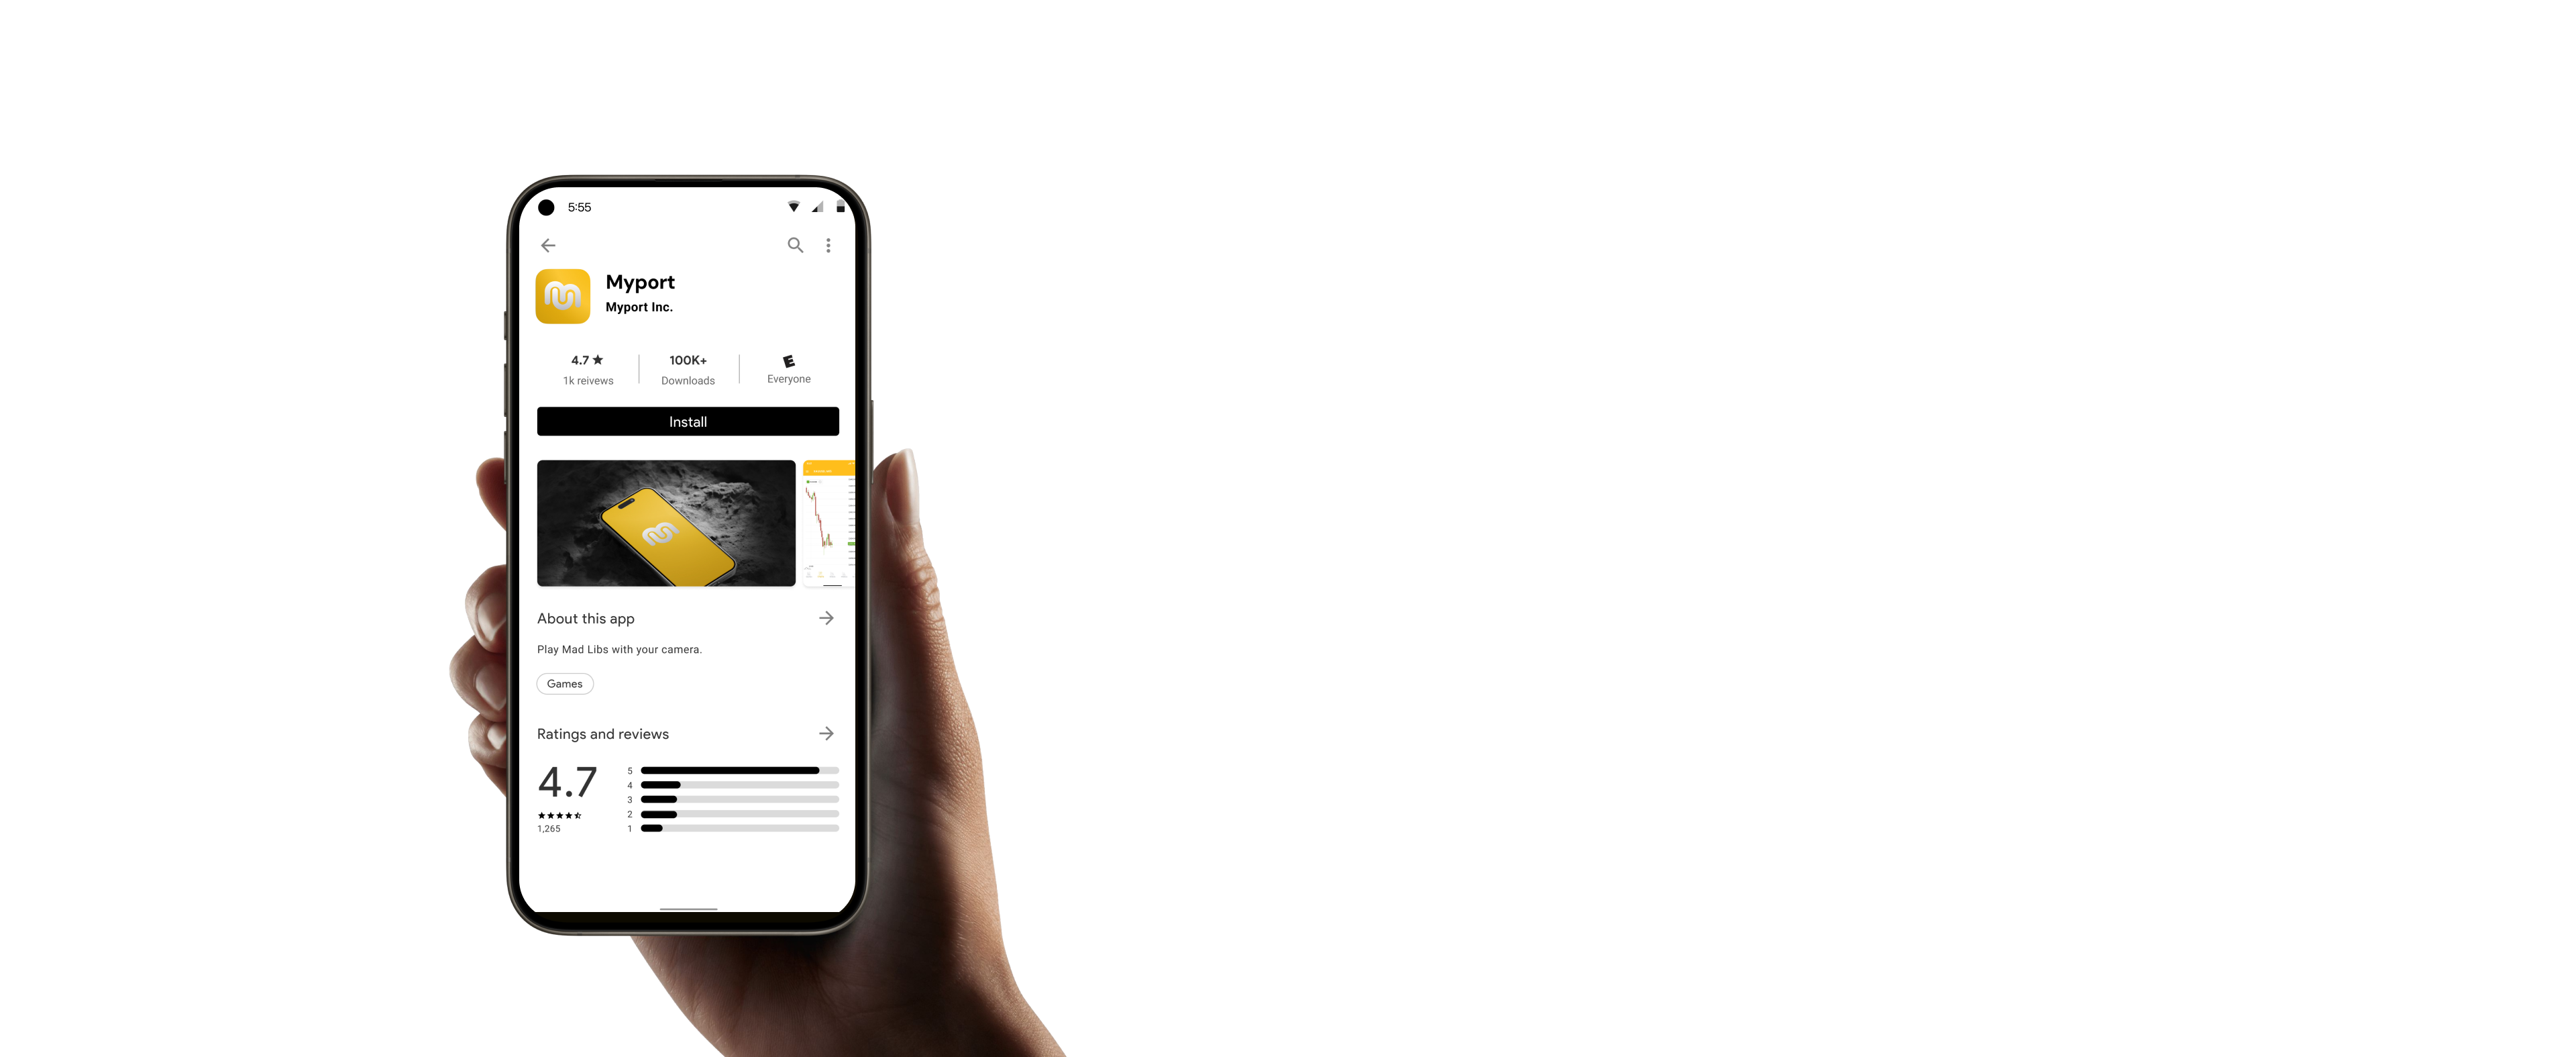 5:55
Myport
Myport Inc.
4.7 ★
1k reivews
100K+
Downloads
E
Everyone
Install
About this app
Play Mad Libs with your camera.
Games
Ratings and reviews
4.7
1,265
5
4
3
2
1